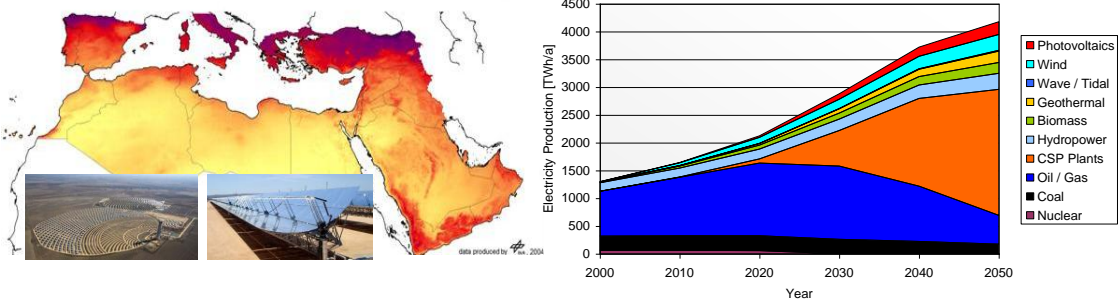 data produced by DLR, 2004
Electricity Production [TWh/a]
4500
4000
3500
3000
2500
2000
1500
1000
500
0
2000 2010 2020 2030 2040 2050
Year
Photovoltaics
Wind
Wave / Tidal
Geothermal
Biomass
Hydropower
CSP Plants
Oil / Gas
Coal
Nuclear